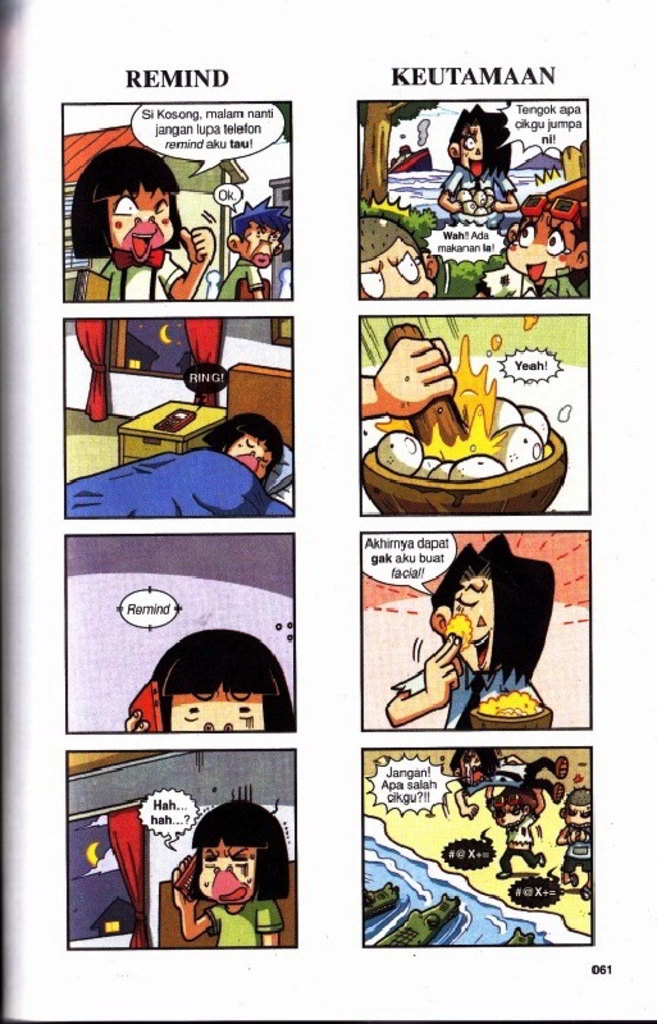 REMIND
Si Kosong, malam nanti
jangan lupa telefon
remind aku tau!
Ok.
RING!
Remind
Hah...
hah...?
KEUTAMAAN
Tengok apa
cikgu jumpa
ni!
Wah!! Ada
makanan la!
Yeah!
Akhirnya dapat
gak aku buat
facial!
Jangan!
Apa salah
cikgu?!!
#@X+=
#@X+=
061